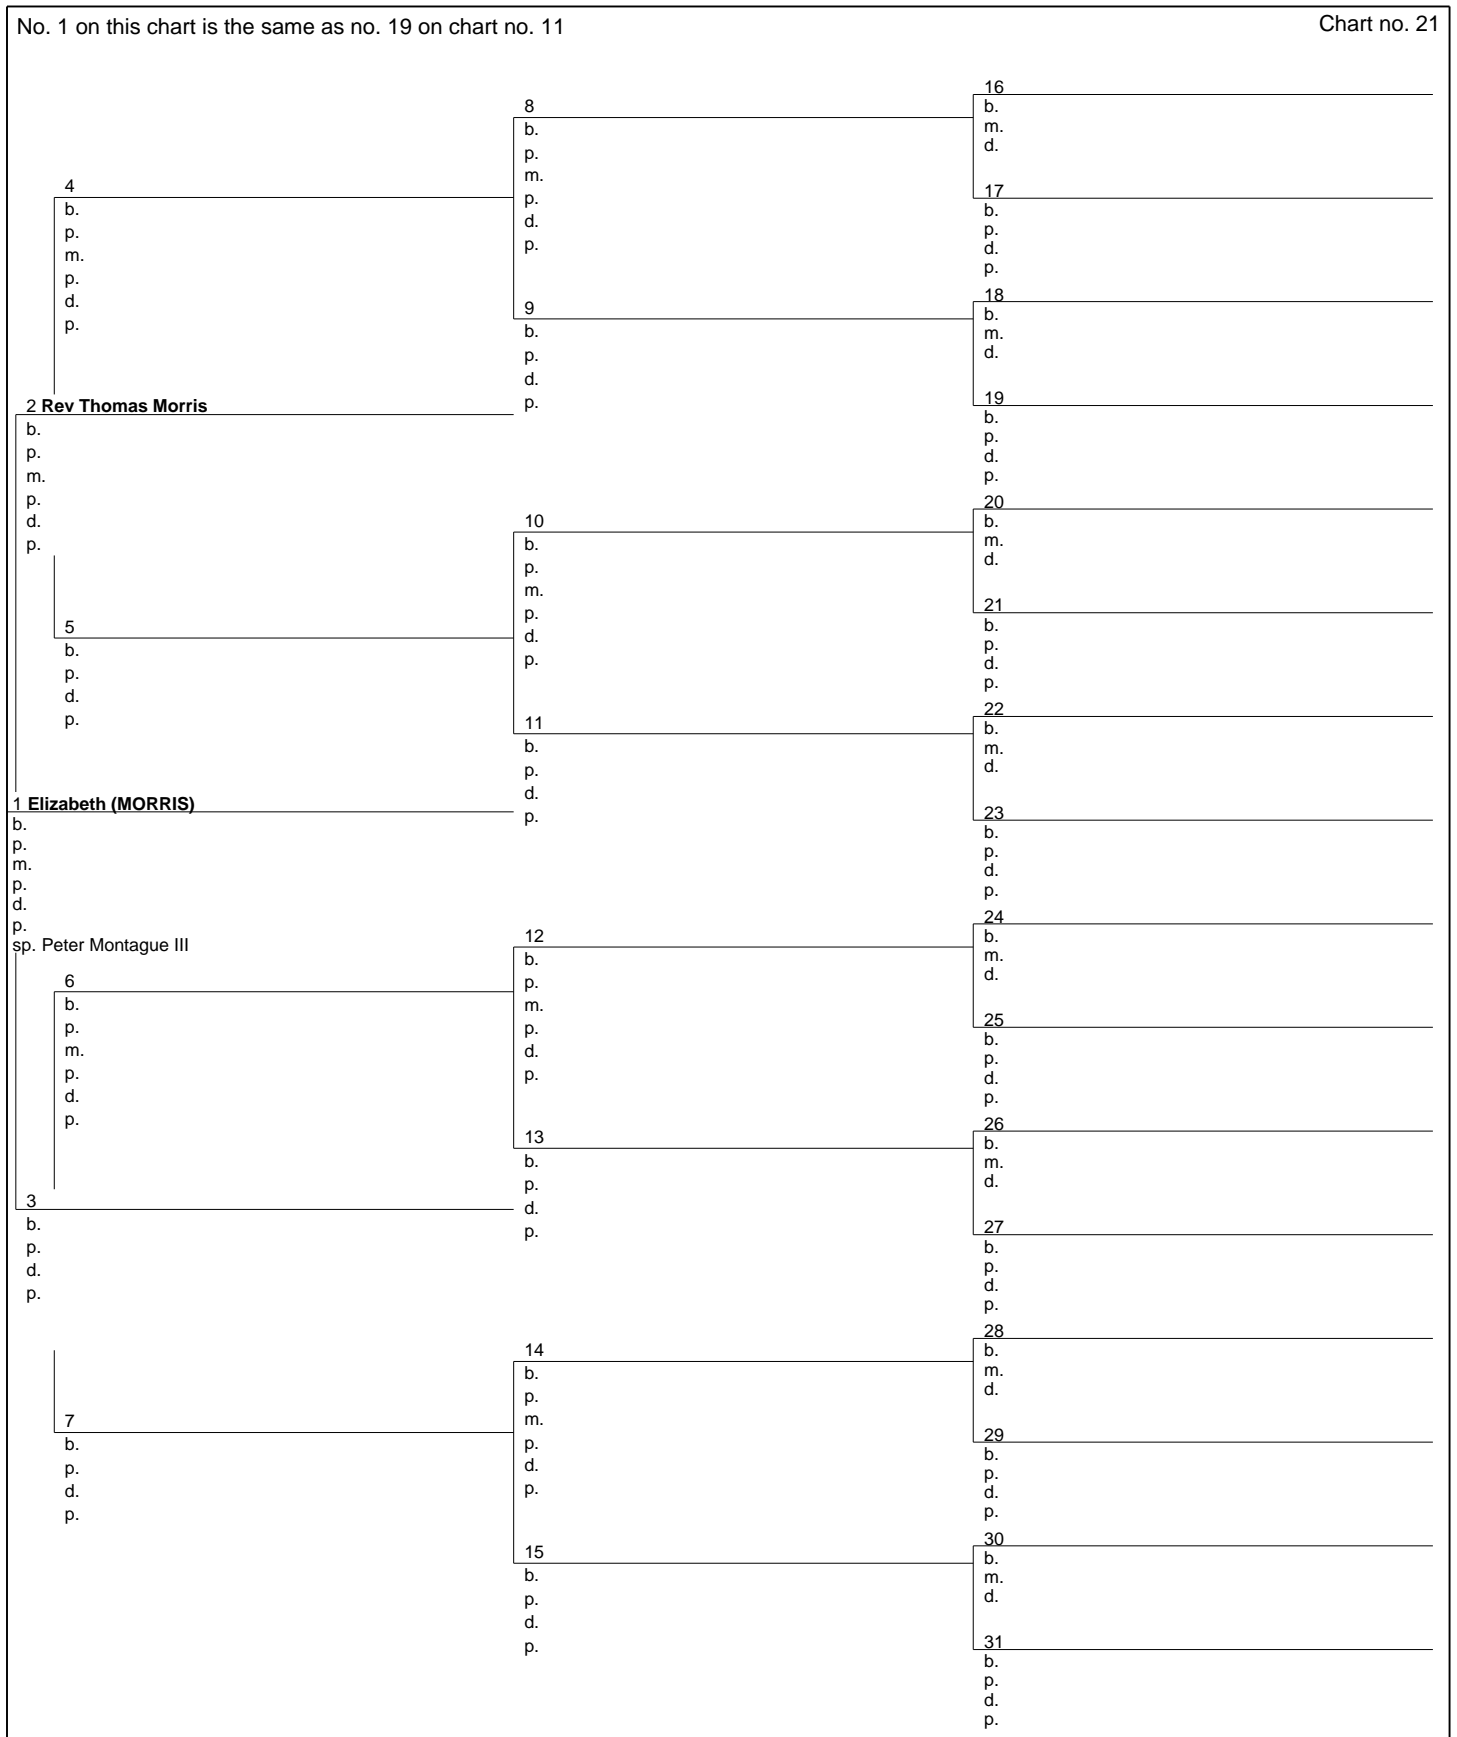 No. 1 on this chart is the same as no. 19 on chart no. 11
Chart no. 21
16
b.
m.
d.
8
b.
p.
m.
p.
d.
p.
17
b.
p.
d.
p.
4
b.
p.
m.
p.
d.
p.
18
b.
m.
d.
9
b.
p.
d.
p.
19
b.
p.
d.
p.
2 Rev Thomas Morris
b.
p.
m.
p.
d.
p.
20
b.
m.
d.
10
b.
p.
m.
p.
d.
p.
21
b.
p.
d.
p.
5
b.
p.
d.
p.
22
b.
m.
d.
11
b.
p.
d.
p.
23
b.
p.
d.
p.
1 Elizabeth (MORRIS)
b.
p.
m.
p.
d.
p.
sp. Peter Montague III
24
b.
m.
d.
12
b.
p.
m.
p.
d.
p.
25
b.
p.
d.
p.
6
b.
p.
m.
p.
d.
p.
26
b.
m.
d.
13
b.
p.
d.
p.
27
b.
p.
d.
p.
3
b.
p.
d.
p.
28
b.
m.
d.
14
b.
p.
m.
p.
d.
p.
29
b.
p.
d.
p.
7
b.
p.
d.
p.
30
b.
m.
d.
15
b.
p.
d.
p.
31
b.
p.
d.
p.